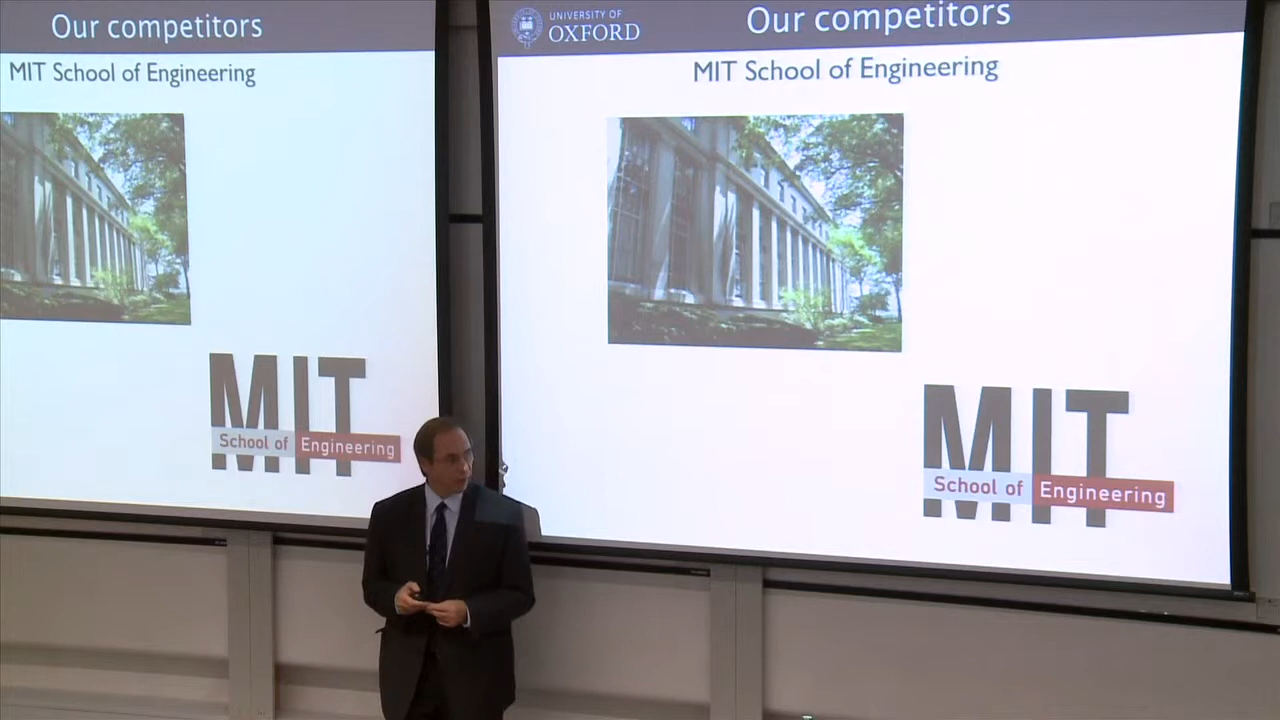 Our competitors
MIT School of Engineering
MIT
School of Engineering
UNIVERSITY OF
OXFORD
Our competitors
MIT School of Engineering
MIT
School of Engineering